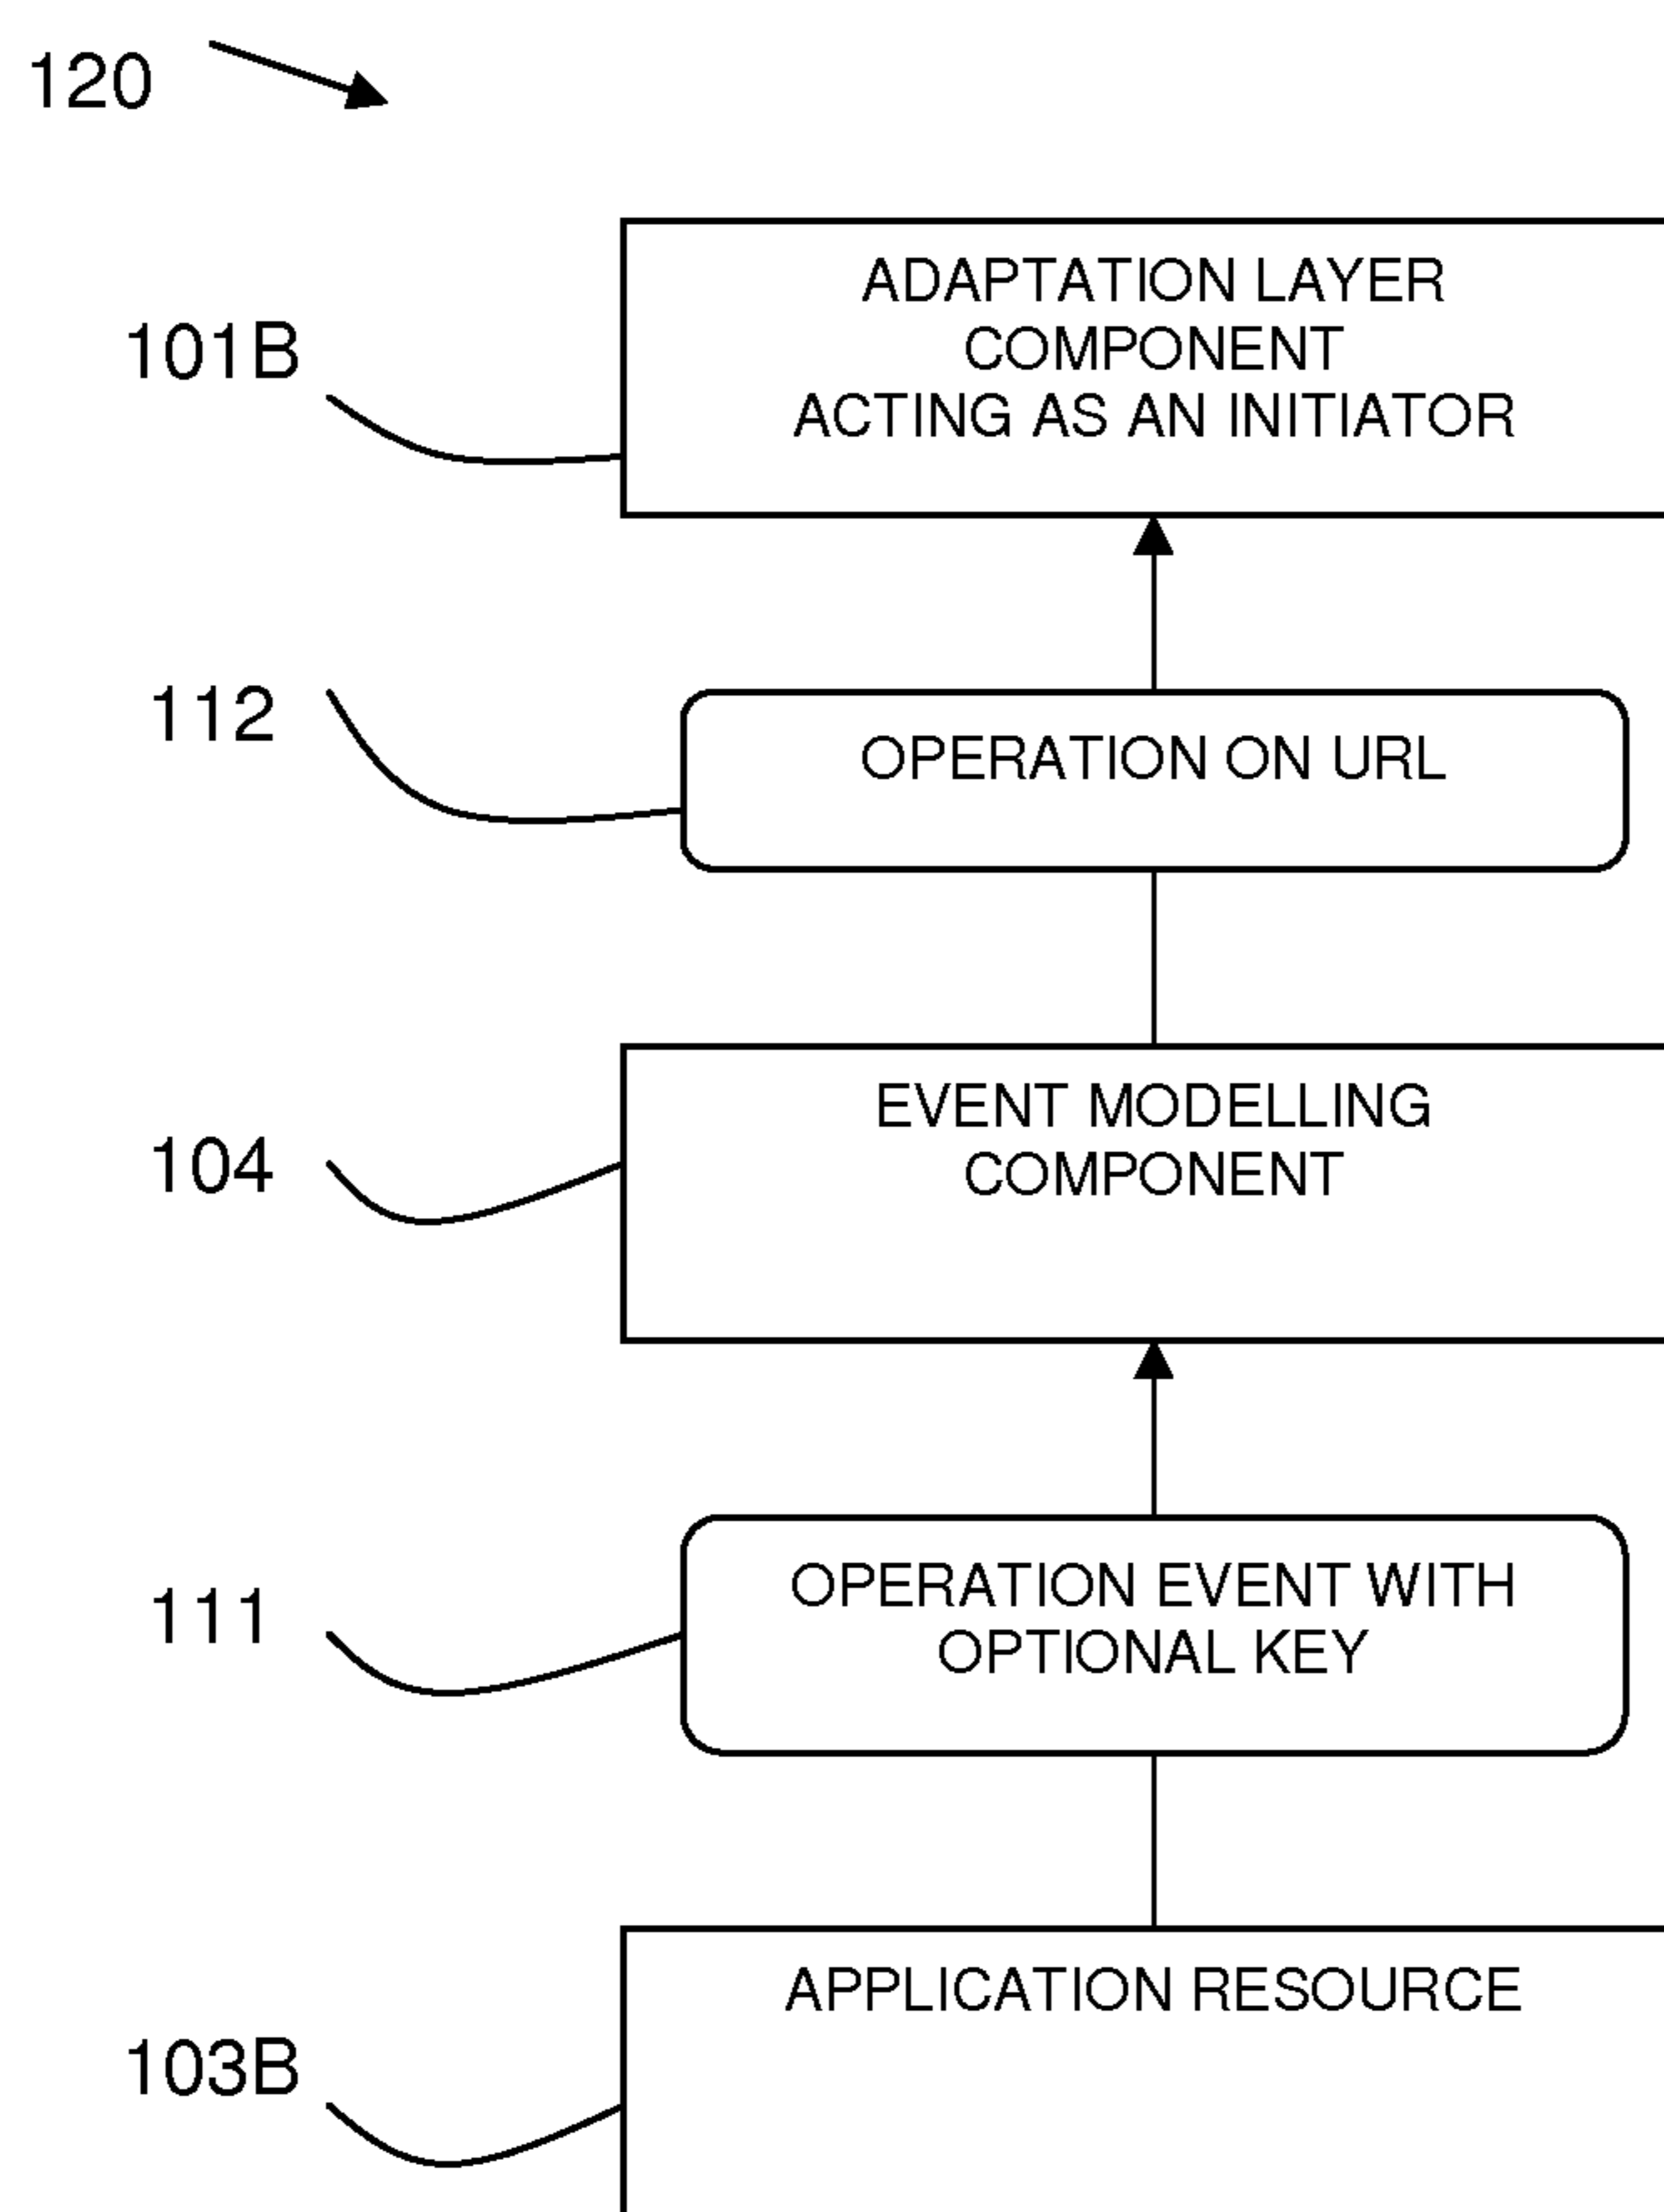 120
101B
ADAPTATION LAYER
COMPONENT
ACTING AS AN INITIATOR
112
OPERATION ON URL
104
EVENT MODELLING
COMPONENT
111
OPERATION EVENT WITH
OPTIONAL KEY
103B
APPLICATION RESOURCE